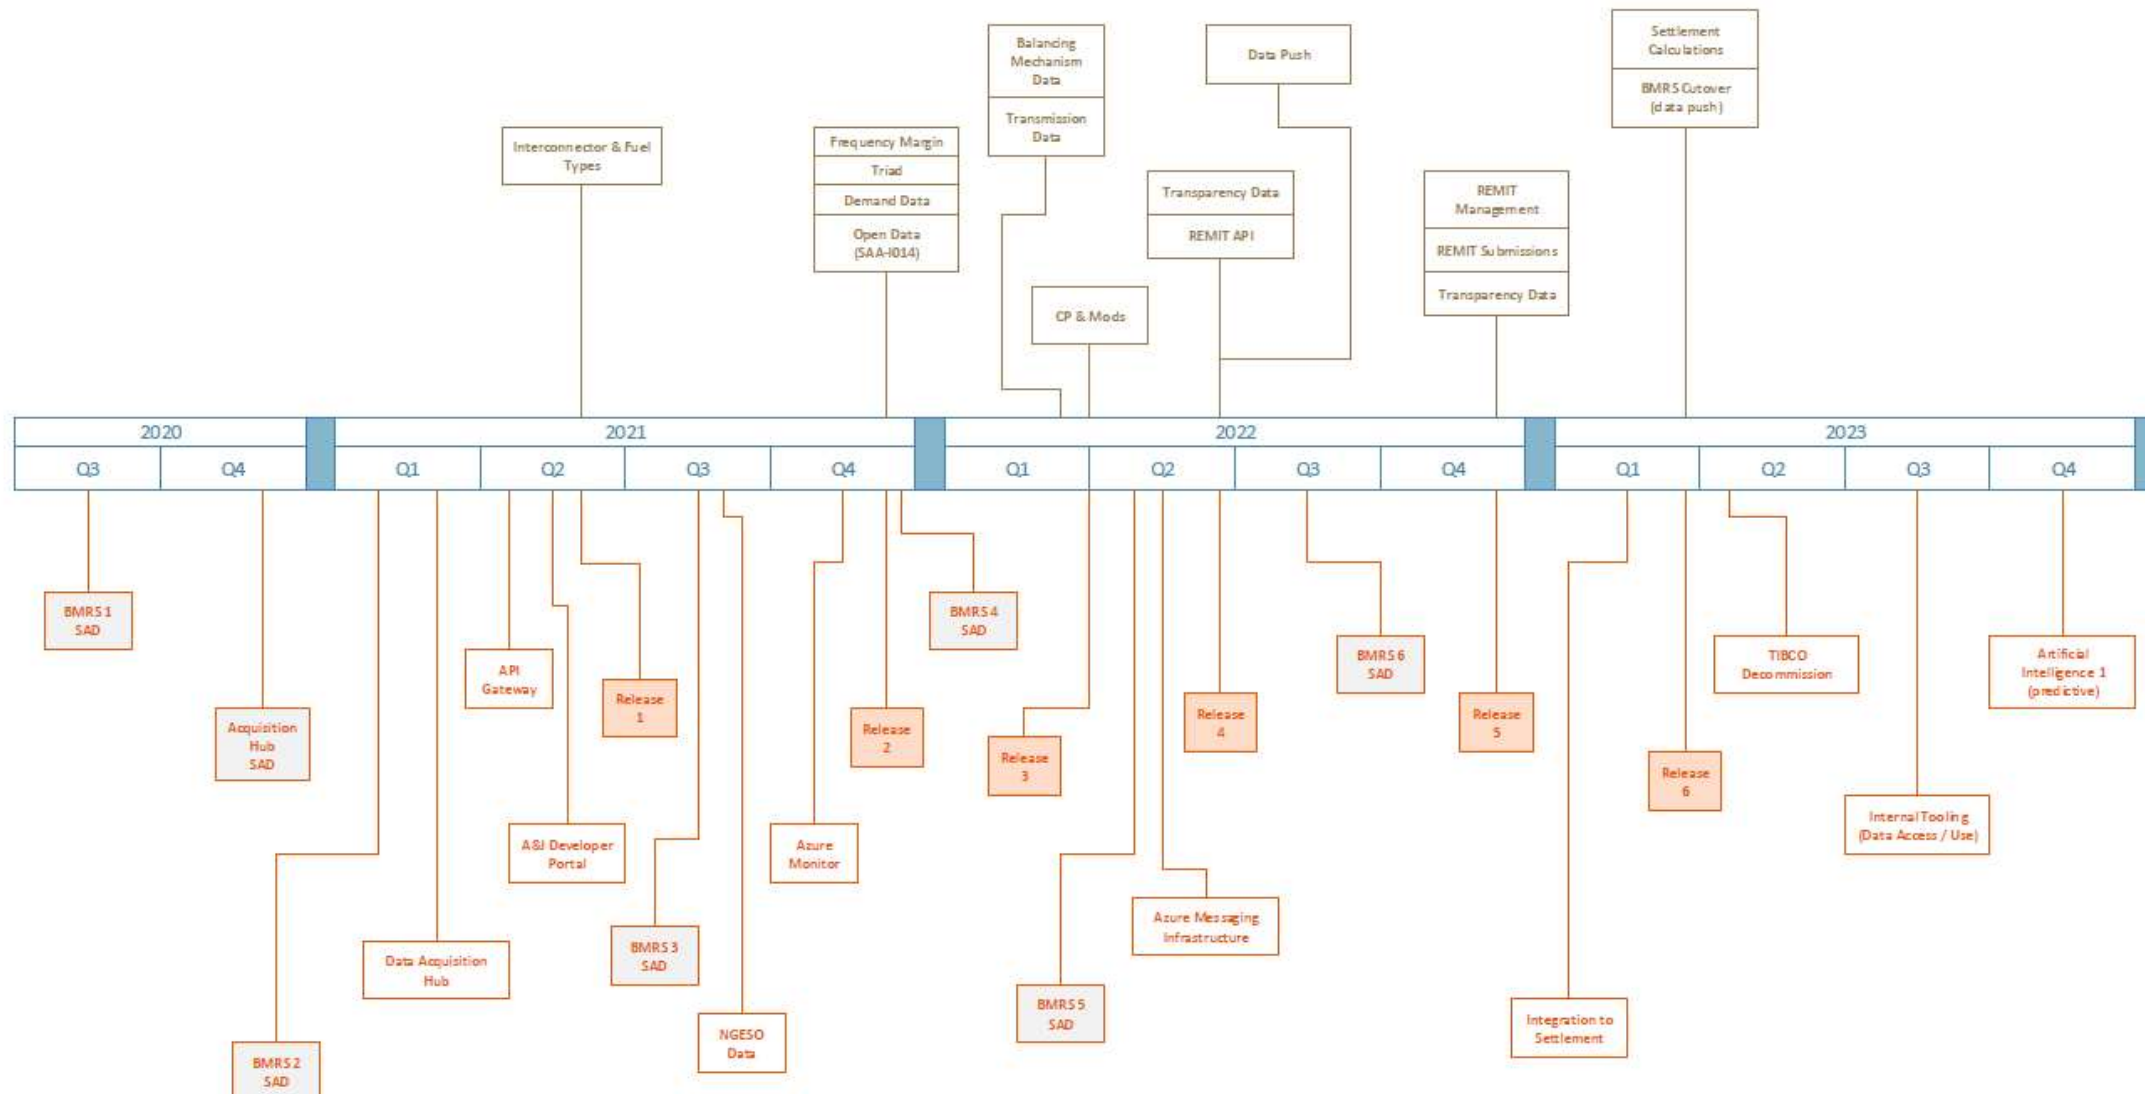 Settlement
Calculations
BMRS Cutover
(data push)
Balancing
Mechanism
Data
Transmission
Data
Data Push
Interconnector & Fuel
Types
Frequency Margin
Triad
Demand Data
Open Data
(SAA-I014)
Transparency Data
REMIT API
REMIT
Management
REMIT Submissions
Transparency Data
CP & Mods
2020
2021
2022
2023
Q3
Q4
Q1
Q2
Q3
Q4
Q1
Q2
Q3
Q4
Q1
Q2
Q3
Q4
BMRS 1
SAD
BMRS 4
SAD
API
Gateway
BMRS 6
SAD
TIBCO
Decommission
Artificial
Intelligence 1
(predictive)
Release
1
Acquisition
Hub
SAD
Release
2
Release
4
Release
5
Release
3
Release
6
A&J Developer
Portal
Azure
Monitor
Internal Tooling
(Data Access / Use)
Azure Messaging
Infrastructure
BMRS 3
SAD
Data Acquisition
Hub
BMRS 5
SAD
Integration to
Settlement
NGESO
Data
BMRS 2
SAD